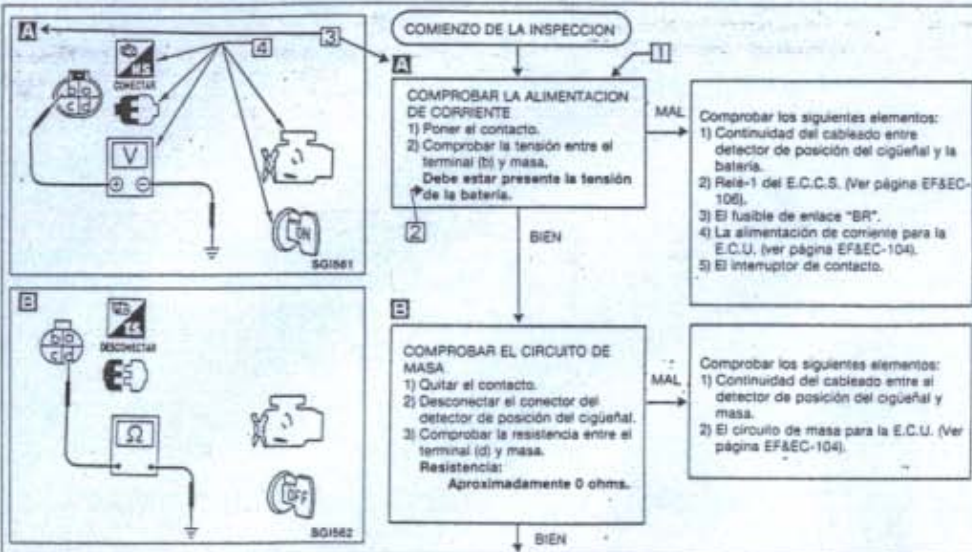 A
3
4
CONECTAR
b a
c d
V
+ -
ON
SGI561
B
DESCONECTAR
b a
c d
Ω
OFF
SGI562
COMIENZO DE LA INSPECCION
A
1
COMPROBAR LA ALIMENTACION
DE CORRIENTE
1) Poner el contacto.
2) Comprobar la tensión entre el
terminal (b) y masa.
Debe estar presente la tensión
de la batería.
2
MAL
BIEN
Comprobar los siguientes elementos:
1) Continuidad del cableado entre
detector de posición del cigüeñal y la
batería.
2) Relé-1 del E.C.C.S. (Ver página EF&EC-
106).
3) El fusible de enlace "BR".
4) La alimentación de corriente para la
E.C.U. (ver página EF&EC-104).
5) El interruptor de contacto.
B
COMPROBAR EL CIRCUITO DE
MASA
1) Quitar el contacto.
2) Desconectar el conector del
detector de posición del cigüeñal.
3) Comprobar la resistencia entre el
terminal (d) y masa.
Resistencia:
Aproximadamente 0 ohms.
MAL
BIEN
Comprobar los siguientes elementos:
1) Continuidad del cableado entre el
detector de posición del cigüeñal y
masa.
2) El circuito de masa para la E.C.U. (Ver
página EF&EC-104).